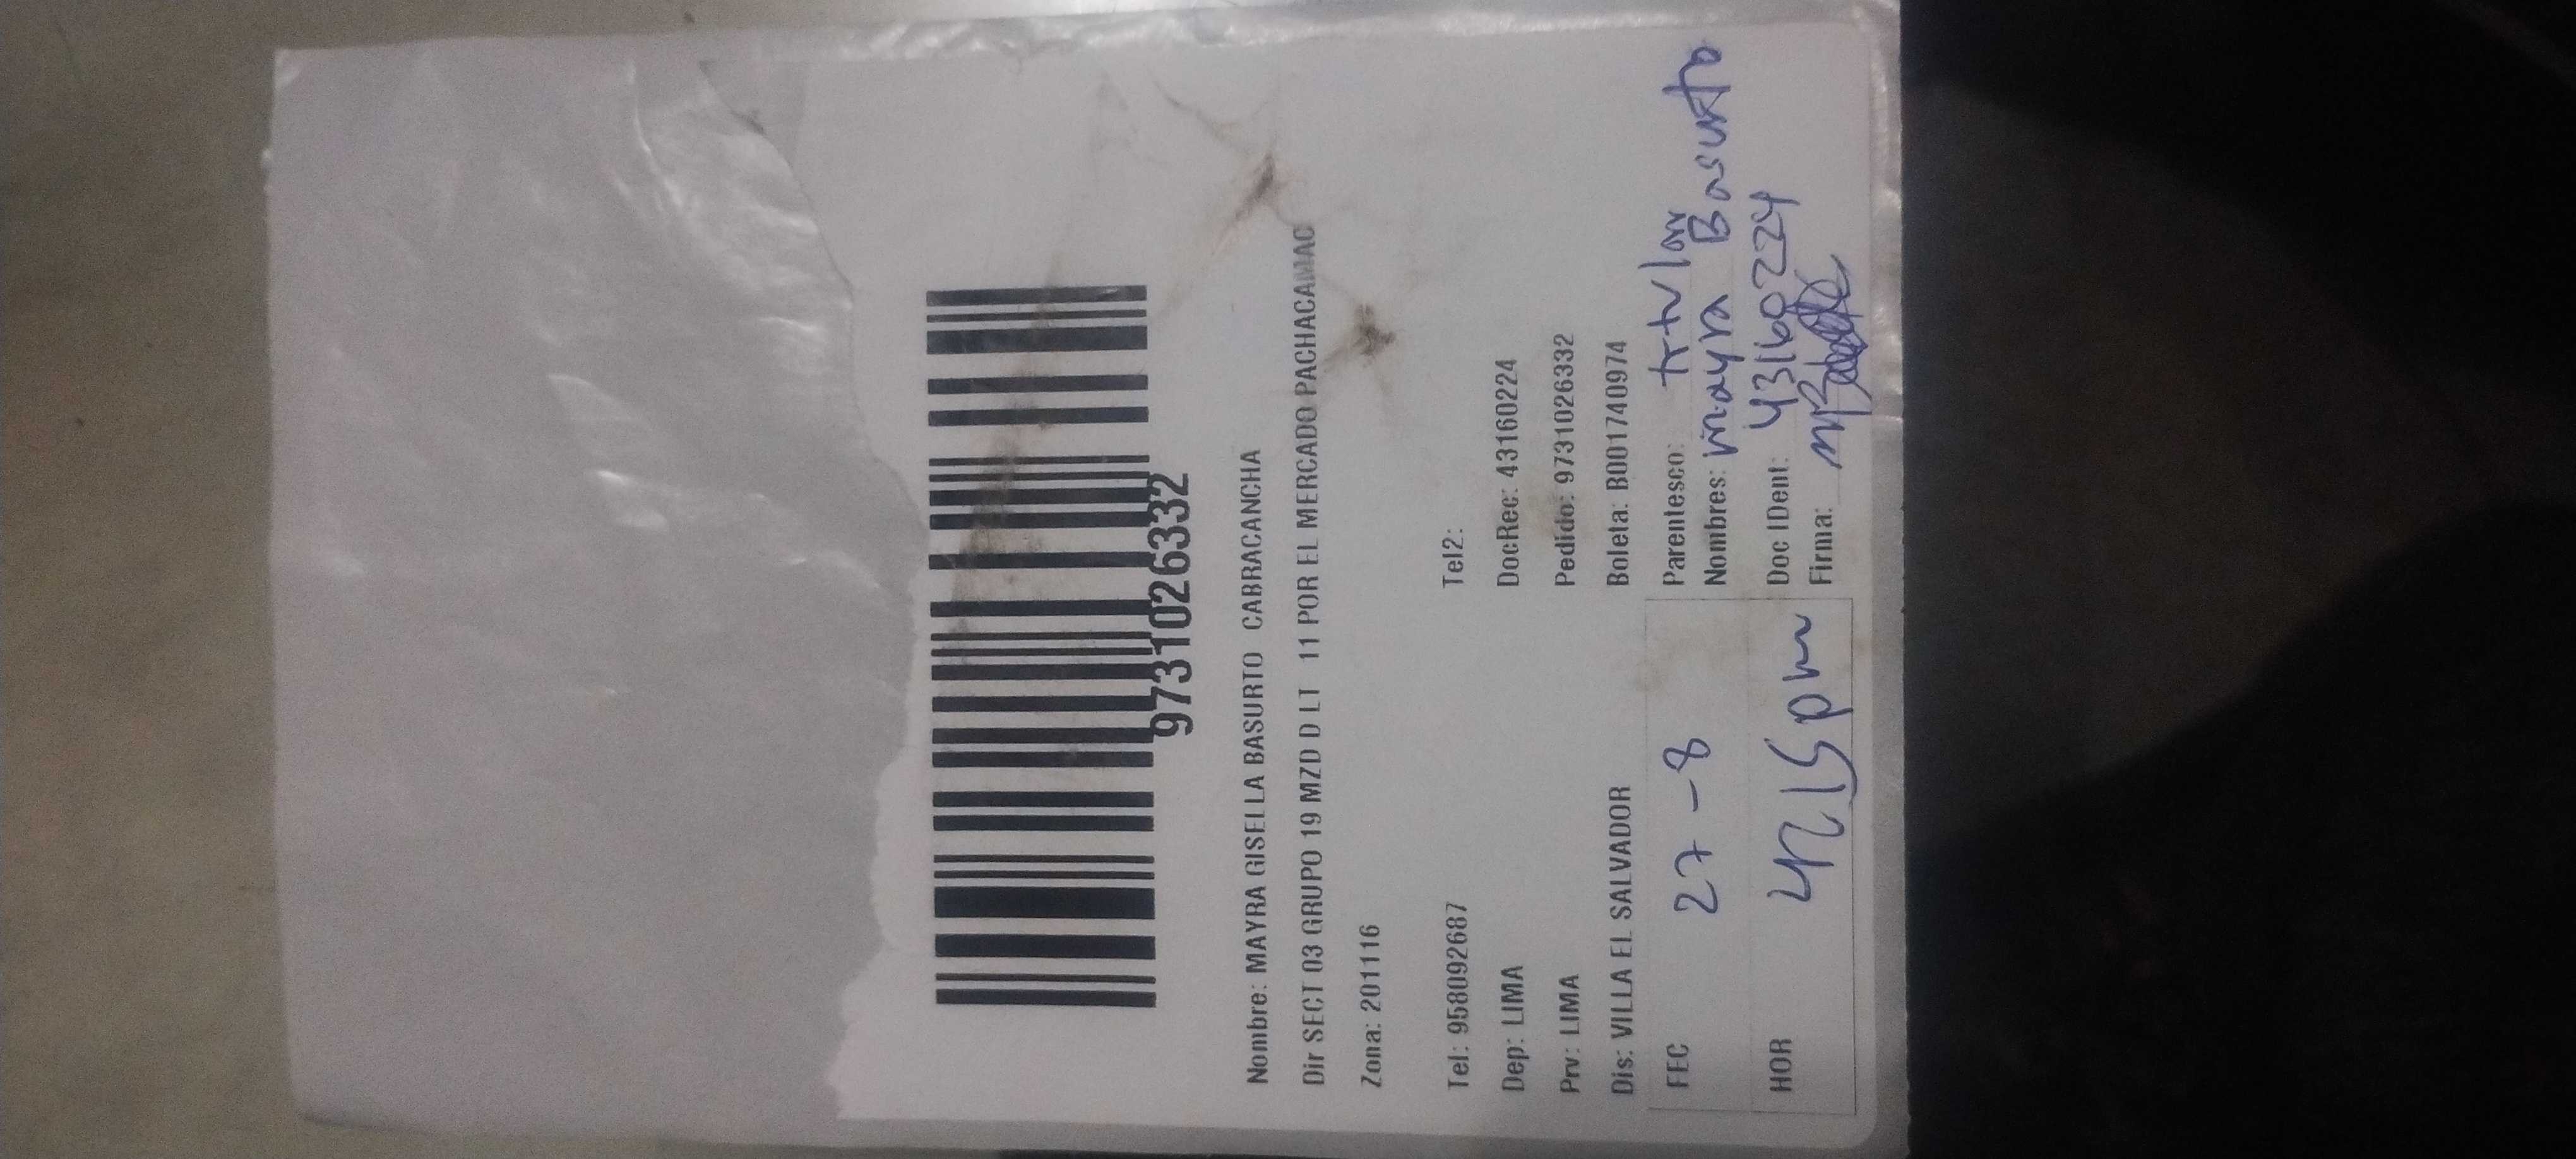 9731026332
Nombre: MAYRA GISELLA BASURTO CABRACANCHA
Dir SECT 03 GRUPO 19 MZD D LT 11 POR EL MERCADO PACHACAMAC
Zona: 201116
Tel: 958092687 Tel2:
Dep: LIMA DocRec: 43160224
Prv: LIMA Pedido: 9731026332
Dis: VILLA EL SALVADOR Boleta: B001740974
FEC 27-8 Parentesco: titular
Nombres: mayra Basurto
HOR 4215pm Doc IDent: 43160224
Firma: